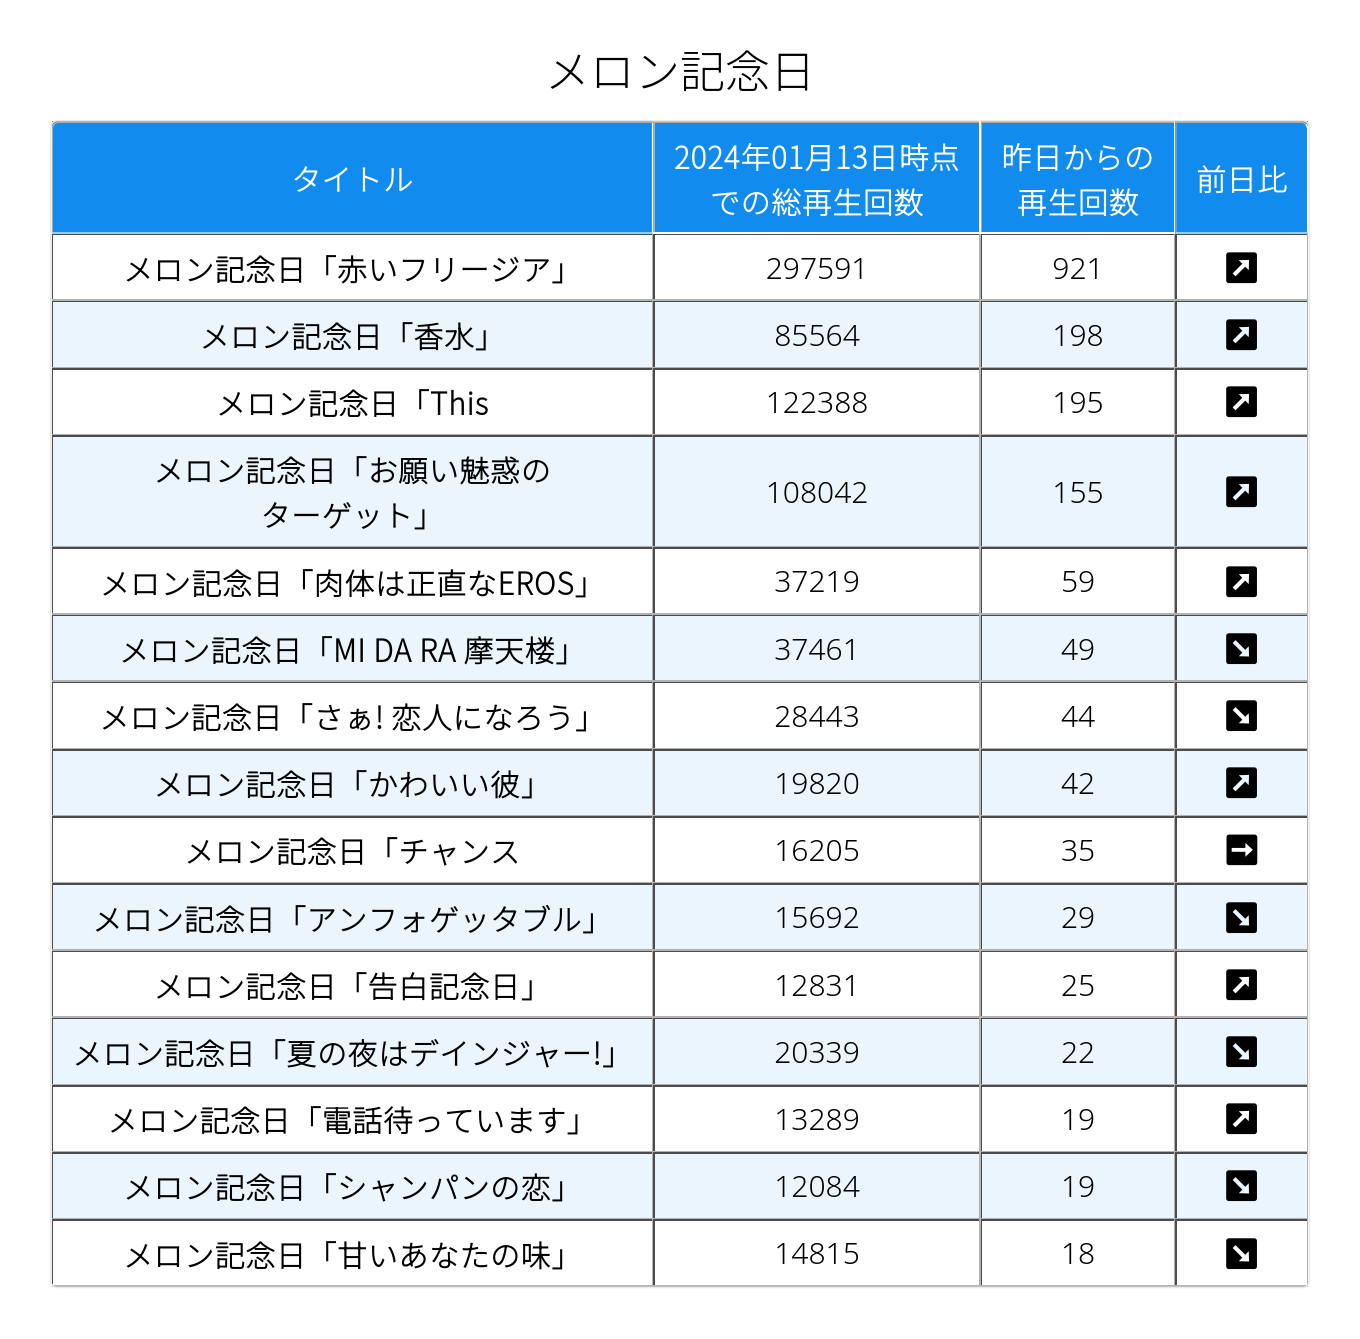 メロン記念日
タイトル
2024年01月13日時点
での総再生回数
昨日からの
再生回数
前日比
メロン記念日「赤いフリージア」 297591 921
メロン記念日「香水」 85564 198
メロン記念日「This 122388 195
メロン記念日「お願い魅惑の
ターゲット」 108042 155
メロン記念日「肉体は正直なEROS」 37219 59
メロン記念日「MI DA RA 摩天楼」 37461 49
メロン記念日「さぁ! 恋人になろう」 28443 44
メロン記念日「かわいい彼」 19820 42
メロン記念日「チャンス 16205 35
メロン記念日「アンフォゲッタブル」 15692 29
メロン記念日「告白記念日」 12831 25
メロン記念日「夏の夜はデインジャー!」 20339 22
メロン記念日「電話待っています」 13289 19
メロン記念日「シャンパンの恋」 12084 19
メロン記念日「甘いあなたの味」 14815 18